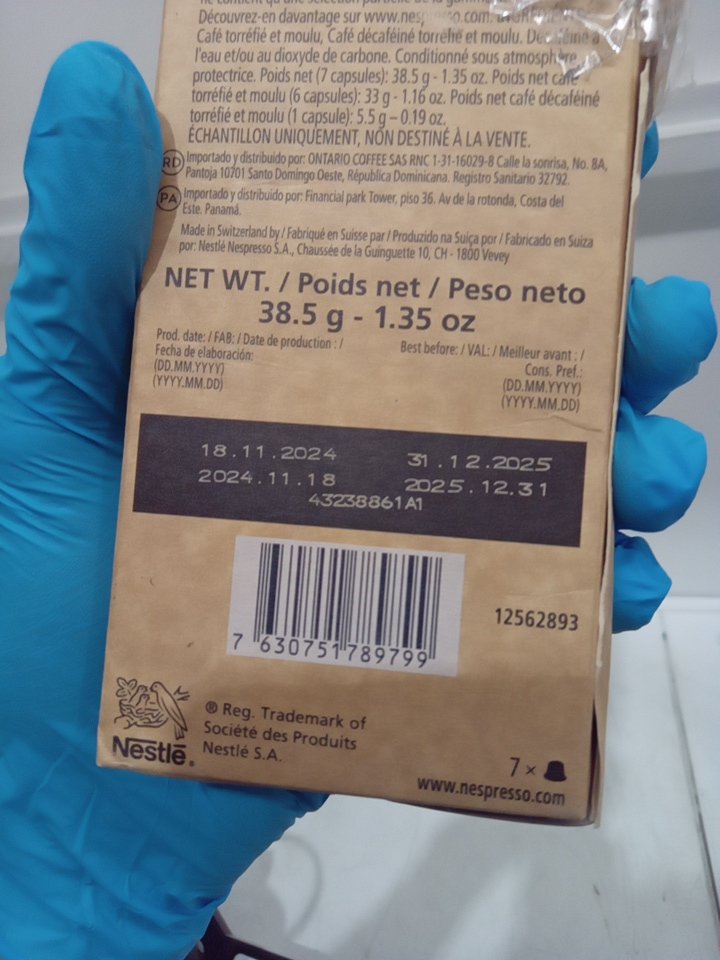 Découvrez-en davantage sur www.nespresso.com.
Café torréfié et moulu, Café décaféiné torréfié et moulu. Décaféiné à
l'eau et/ou au dioxyde de carbone. Conditionné sous atmosphère
protectrice. Poids net (7 capsules): 38.5 g - 1.35 oz. Poids net café
torréfié et moulu (6 capsules): 33 g - 1.16 oz. Poids net café décaféiné
torréfié et moulu (1 capsule): 5.5 g – 0.19 oz.
ÉCHANTILLON UNIQUEMENT, NON DESTINÉ À LA VENTE.
RD Importado y distribuido por: ONTARIO COFFEE SAS RNC 1-31-16029-8 Calle la sonrisa, No. 8A,
Pantoja 10701 Santo Domingo Oeste, Républica Dominicana. Registro Sanitario 32792.
PA Importado y distribuido por: Financial park Tower, piso 36. Av de la rotonda, Costa del
Este. Panamá.
Made in Switzerland by / Fabriqué en Suisse par / Produzido na Suiça por / Fabricado en Suiza
por: Nestlé Nespresso S.A., Chaussée de la Guinguette 10, CH - 1800 Vevey
NET WT. / Poids net / Peso neto
38.5 g - 1.35 oz
Prod. date: / FAB: / Date de production : /
Fecha de elaboración:
(DD.MM.YYYY)
(YYYY.MM.DD)
Best before: / VAL: / Meilleur avant : /
Cons. Pref.:
(DD.MM.YYYY)
(YYYY.MM.DD)
18.11.2024 31.12.2025
2024.11.18 2025.12.31
43238861A1
7 630751 789799
12562893
Nestlé®
® Reg. Trademark of
Société des Produits
Nestlé S.A.
7 x
www.nespresso.com